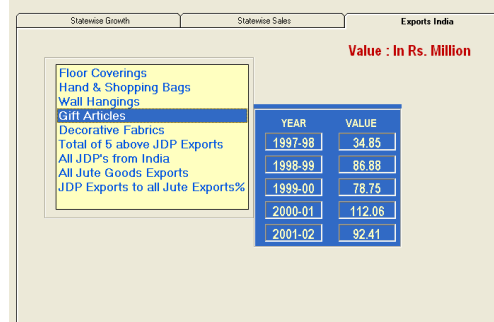 Statewise Growth Statewise Sales Exports India
Value : In Rs. Million
Floor Coverings
Hand & Shopping Bags
Wall Hangings
Gift Articles
Decorative Fabrics
Total of 5 above JDP Exports
All JDP's from India
All Jute Goods Exports
JDP Exports to all Jute Exports%
YEAR VALUE
1997-98 34.85
1998-99 86.88
1999-00 78.75
2000-01 112.06
2001-02 92.41